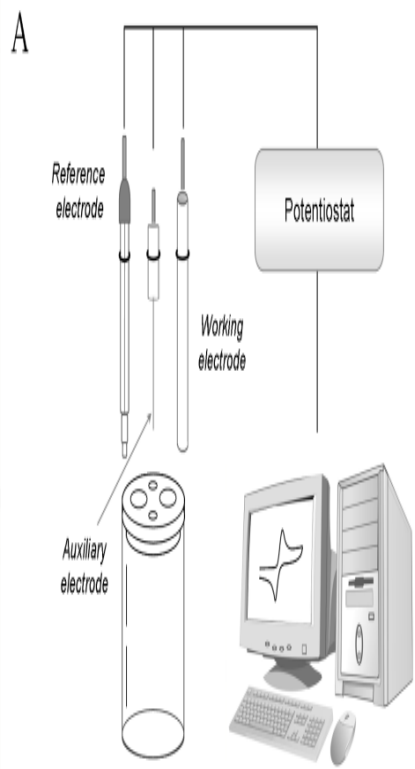 A
Reference
electrode
Potentiostat
Working
electrode
Auxiliary
electrode